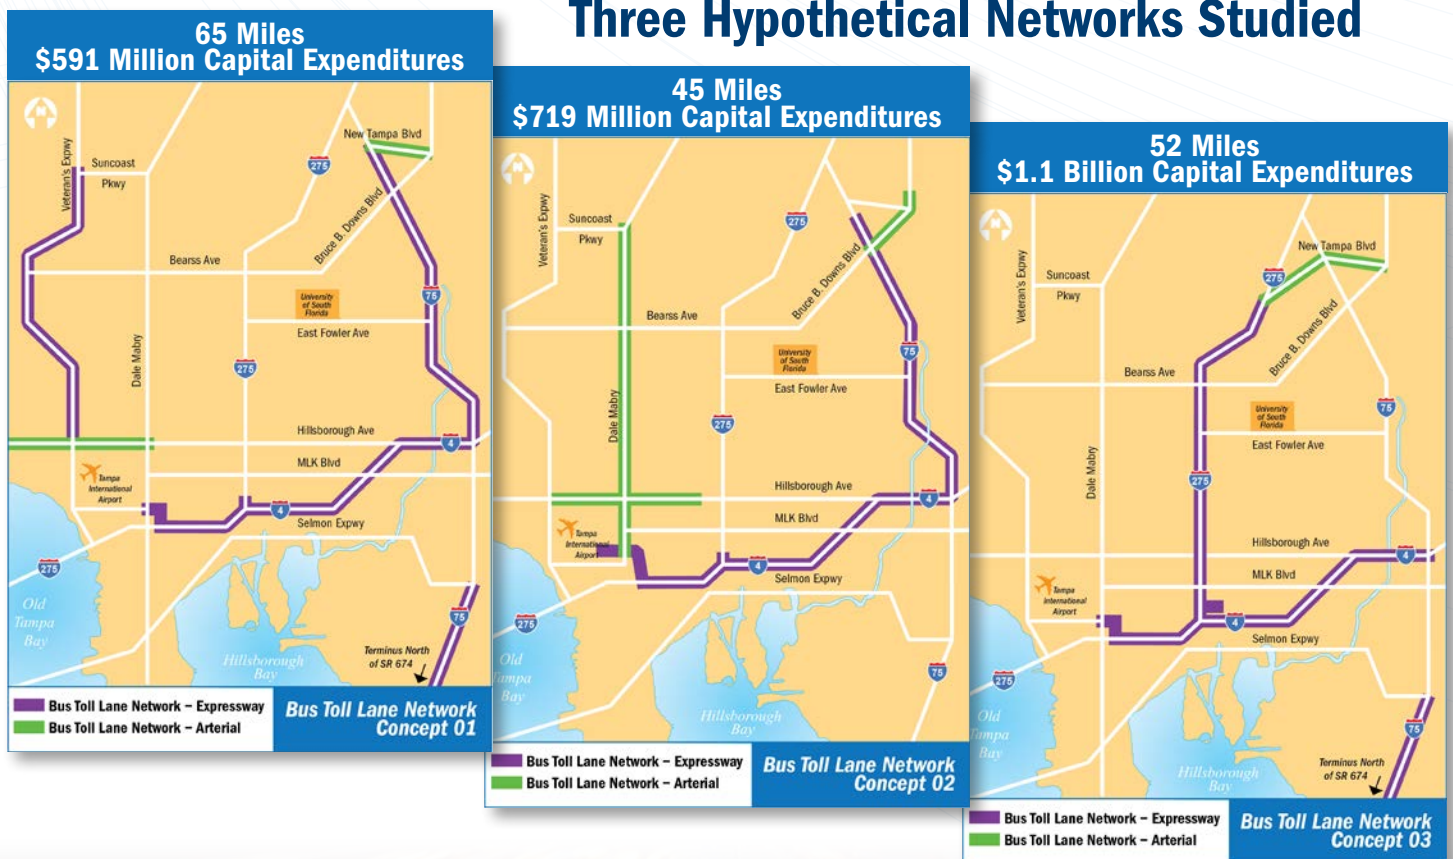 Three Hypothetical Networks Studied
65 Miles
$591 Million Capital Expenditures
N
New Tampa Blvd
275
Veteran's Expwy
Suncoast
Pkwy
Bruce B. Downs Blvd
Bearss Ave
75
University
of South
Florida
East Fowler Ave
Dale Mabry
275
Hillsborough Ave
4
MLK Blvd
Tampa
International
Airport
4
Selmon Expwy
275
Old
Tampa
Bay
75
Hillsborough
Bay
Terminus North
of SR 674
Bus Toll Lane Network – Expressway
Bus Toll Lane Network – Arterial
Bus Toll Lane Network
Concept 01
45 Miles
$719 Million Capital Expenditures
N
Veteran's Expwy
Suncoast
Pkwy
275
Bruce B. Downs Blvd
Bearss Ave
75
University
of South
Florida
East Fowler Ave
Dale Mabry
275
Hillsborough Ave
4
MLK Blvd
Tampa
International
Airport
4
Selmon Expwy
275
Old
Tampa
Bay
75
Hillsborough
Bay
Bus Toll Lane Network – Expressway
Bus Toll Lane Network – Arterial
Bus Toll Lane Network
Concept 02
52 Miles
$1.1 Billion Capital Expenditures
N
New Tampa Blvd
275
Veteran's Expwy
Suncoast
Pkwy
Bruce B. Downs Blvd
Bearss Ave
75
University
of South
Florida
East Fowler Ave
Dale Mabry
275
Hillsborough Ave
4
MLK Blvd
Tampa
International
Airport
4
Selmon Expwy
275
Old
Tampa
Bay
75
Hillsborough
Bay
Terminus North
of SR 674
Bus Toll Lane Network – Expressway
Bus Toll Lane Network – Arterial
Bus Toll Lane Network
Concept 03